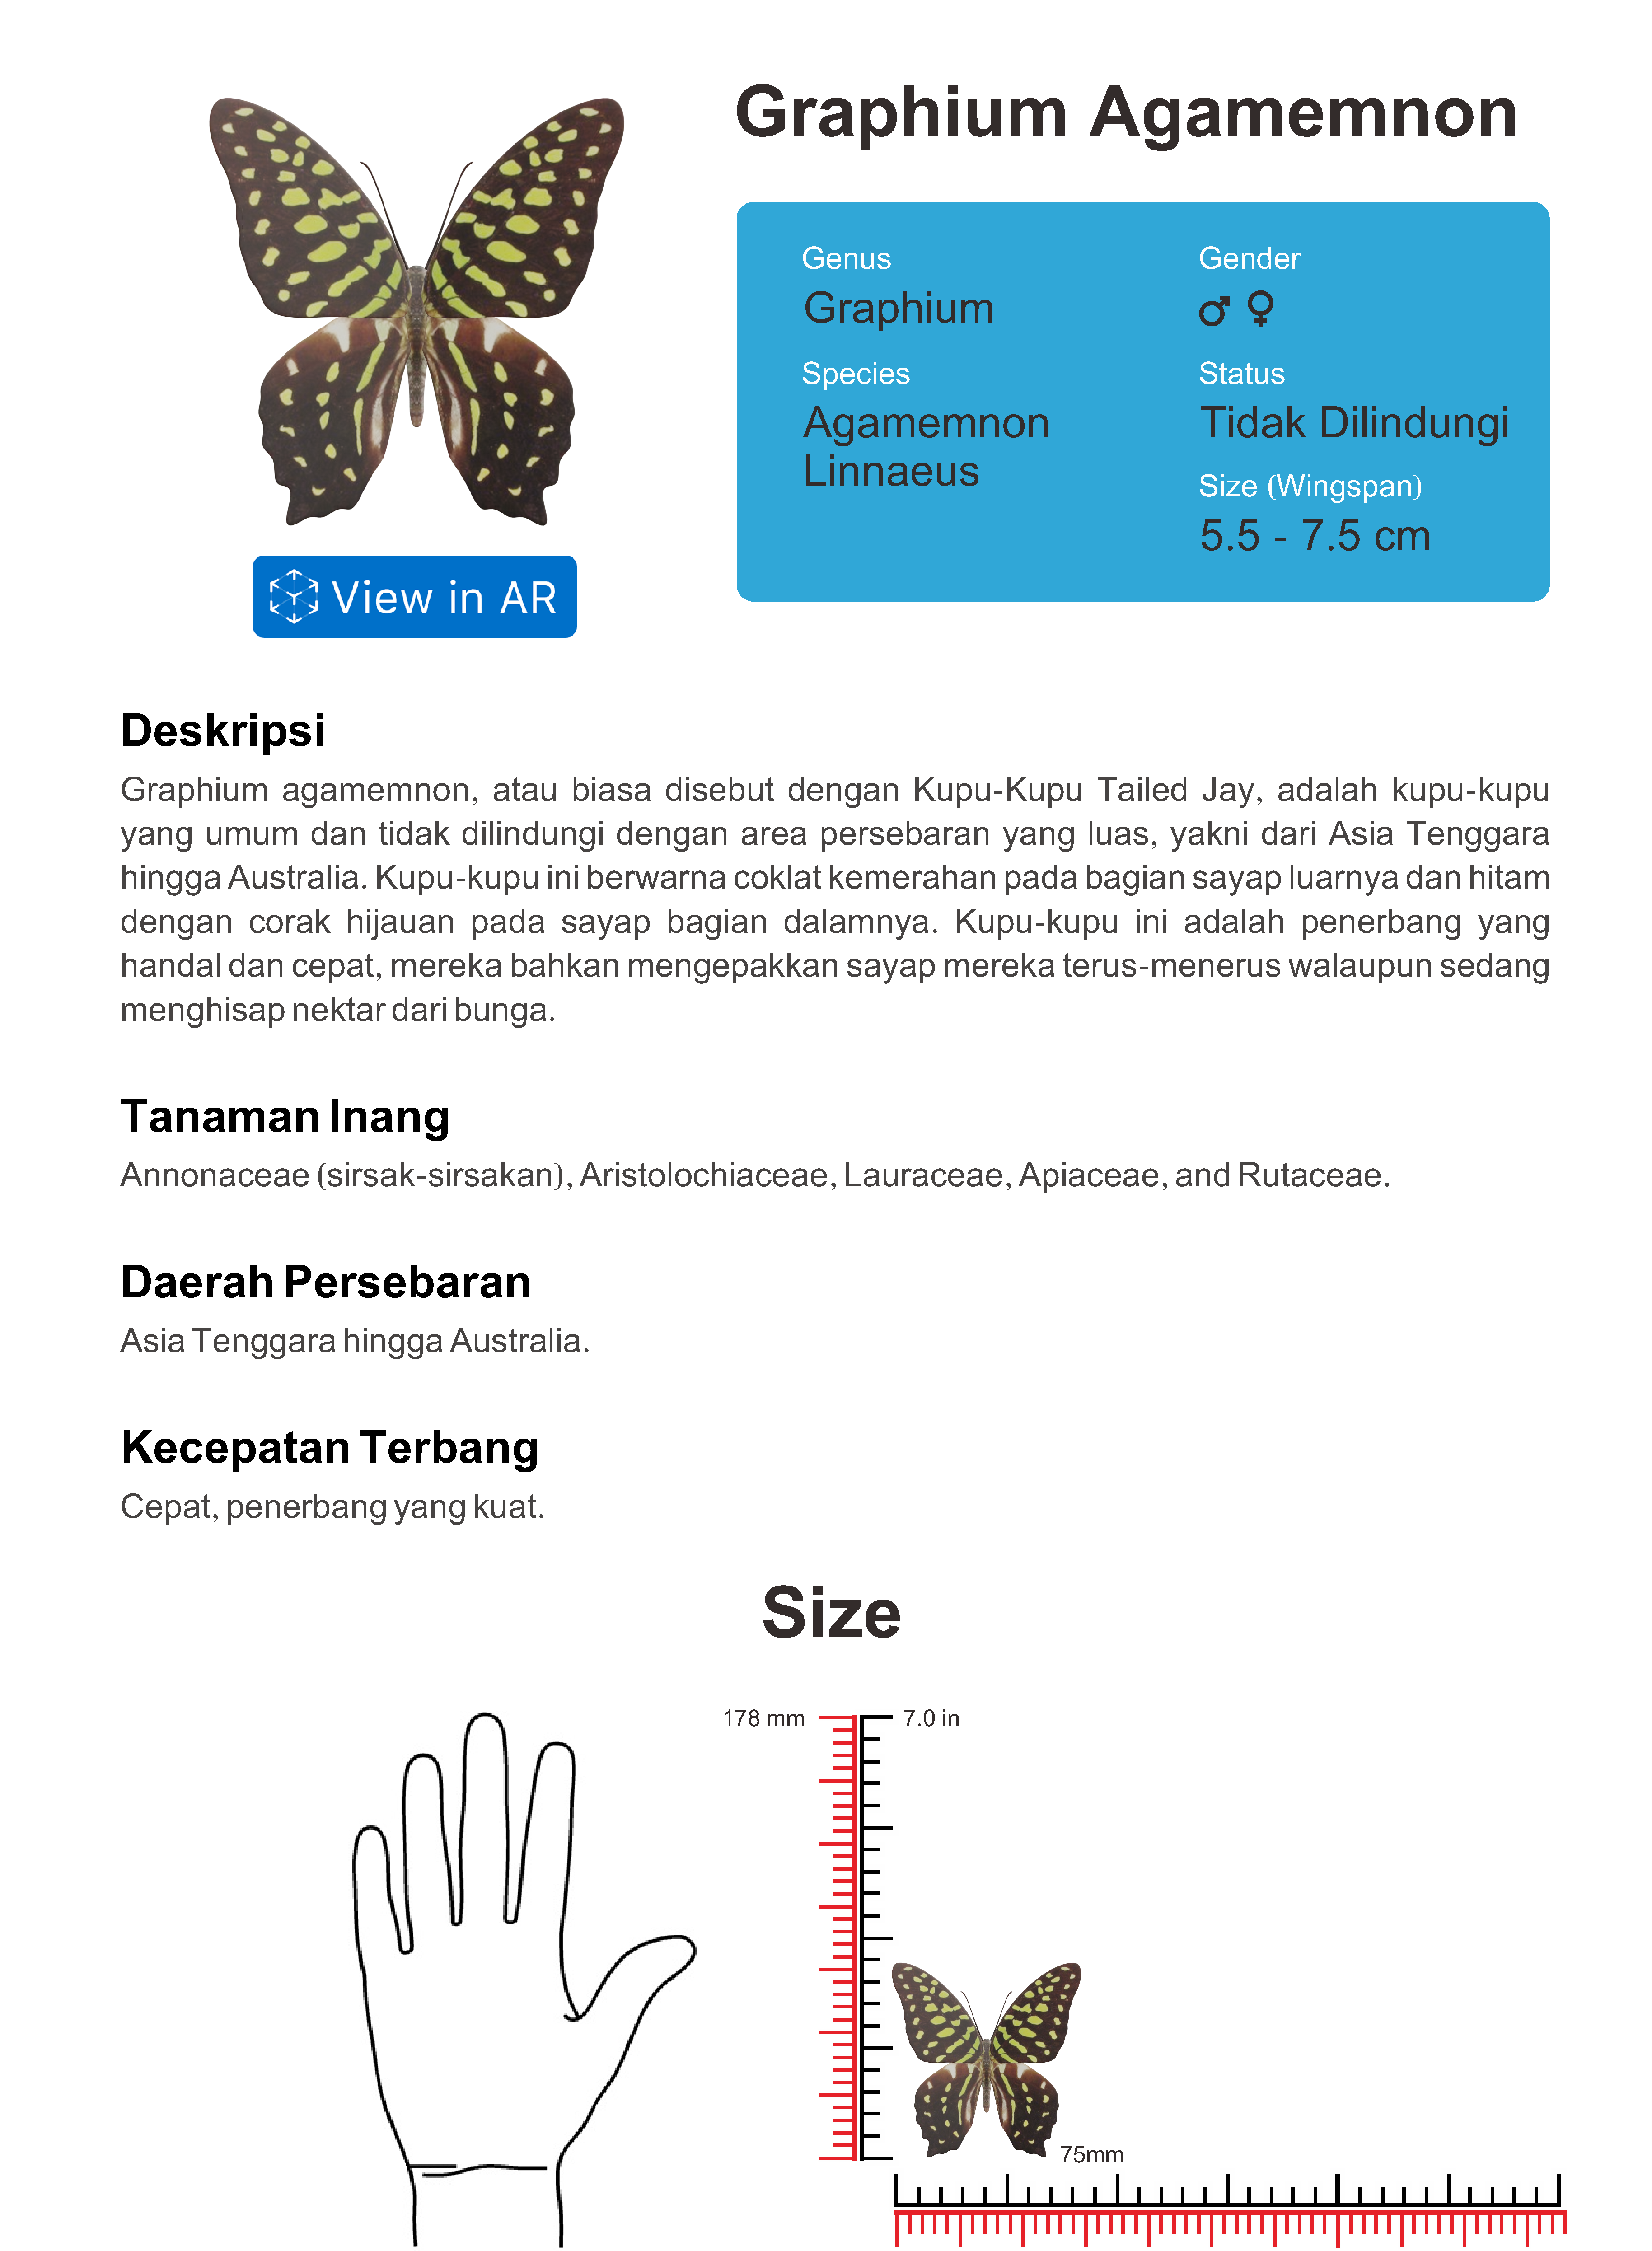 Graphium Agamemnon
Genus
Graphium
Species
Agamemnon
Linnaeus
Gender
♂ ♀
Status
Tidak Dilindungi
Size (Wingspan)
5.5 - 7.5 cm
View in AR
Deskripsi
Graphium agamemnon, atau biasa disebut dengan Kupu-Kupu Tailed Jay, adalah kupu-kupu
yang umum dan tidak dilindungi dengan area persebaran yang luas, yakni dari Asia Tenggara
hingga Australia. Kupu-kupu ini berwarna coklat kemerahan pada bagian sayap luarnya dan hitam
dengan corak hijauan pada sayap bagian dalamnya. Kupu-kupu ini adalah penerbang yang
handal dan cepat, mereka bahkan mengepakkan sayap mereka terus-menerus walaupun sedang
menghisap nektar dari bunga.
Tanaman Inang
Annonaceae (sirsak-sirsakan), Aristolochiaceae, Lauraceae, Apiaceae, and Rutaceae.
Daerah Persebaran
Asia Tenggara hingga Australia.
Kecepatan Terbang
Cepat, penerbang yang kuat.
Size
178 mm
7.0 in
75mm